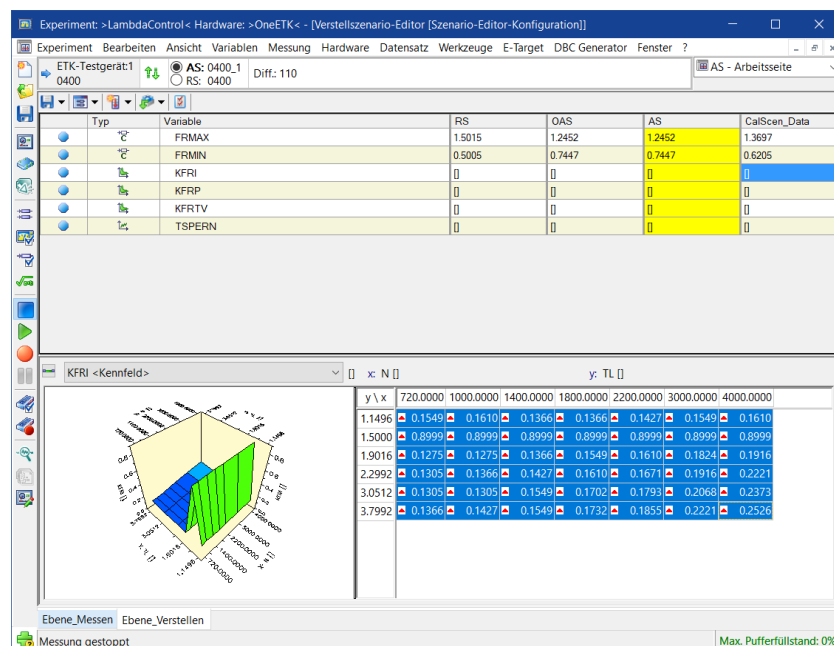 Experiment: >LambdaControl< Hardware: >OneETK< - [Verstellszenario-Editor [Szenario-Editor-Konfiguration]]
Experiment Bearbeiten Ansicht Variablen Messung Hardware Datensatz Werkzeuge E-Target DBC Generator Fenster ?
ETK-Testgerät:1 AS: 0400_1 Diff.: 110 AS - Arbeitsseite
0400 RS: 0400
Typ Variable RS OAS AS CalScen_Data
FRMAX 1.5015 1.2452 1.2452 1.3697
FRMIN 0.5005 0.7447 0.7447 0.6205
KFRI [] [] [] []
KFRP [] [] [] []
KFRTV [] [] [] []
TSPERN [] [] [] []
KFRI <Kennfeld> [] x: N [] y: TL []
y \ x 720.0000 1000.0000 1400.0000 1800.0000 2200.0000 3000.0000 4000.0000
1.1496 0.1549 0.1610 0.1366 0.1366 0.1427 0.1549 0.1610
1.5000 0.8999 0.8999 0.8999 0.8999 0.8999 0.8999 0.8999
1.9016 0.1275 0.1275 0.1366 0.1549 0.1610 0.1824 0.1916
2.2992 0.1305 0.1366 0.1427 0.1610 0.1671 0.1916 0.2221
3.0512 0.1305 0.1305 0.1549 0.1702 0.1793 0.2068 0.2373
3.7992 0.1366 0.1427 0.1549 0.1732 0.1855 0.2221 0.2526
Ebene_Messen Ebene_Verstellen
Messung gestoppt Max. Pufferfüllstand: 0%